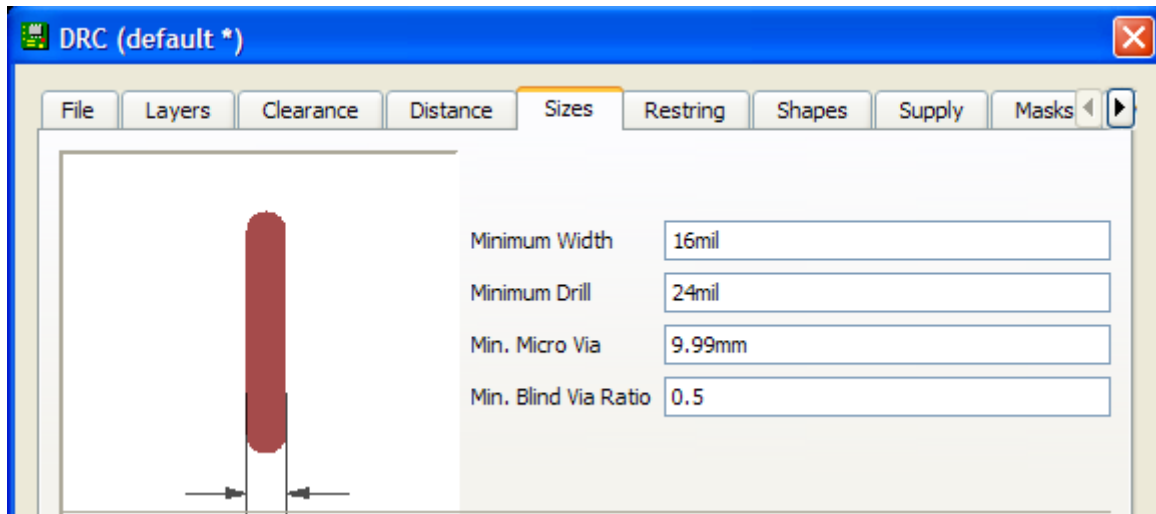 DRC (default *)
File Layers Clearance Distance Sizes Restring Shapes Supply Masks
Minimum Width 16mil
Minimum Drill 24mil
Min. Micro Via 9.99mm
Min. Blind Via Ratio 0.5